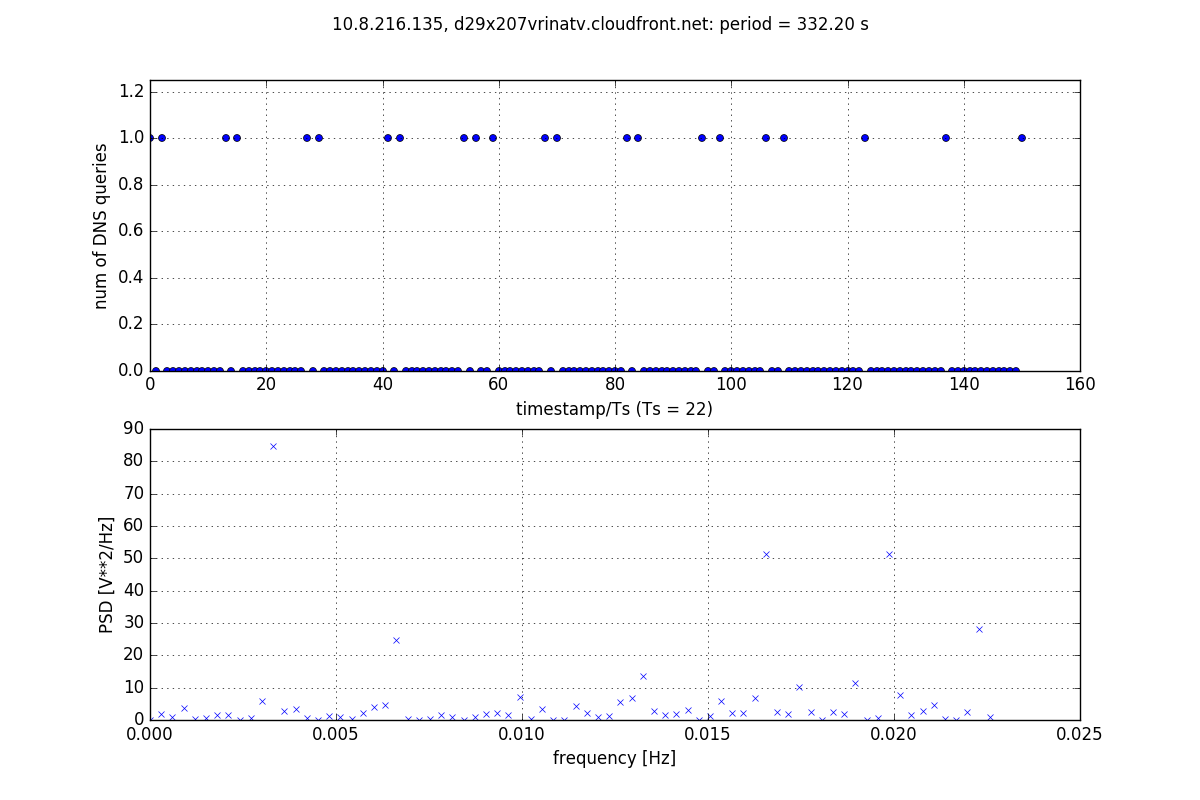 10.8.216.135, d29x207vrinatv.cloudfront.net: period = 332.20 s
1.2
1.0
0.8
0.6
0.4
0.2
0.0
num of DNS queries
0 20 40 60 80 100 120 140 160
timestamp/Ts (Ts = 22)
90
80
70
60
50
40
30
20
10
0
PSD [V**2/Hz]
0.000 0.005 0.010 0.015 0.020 0.025
frequency [Hz]